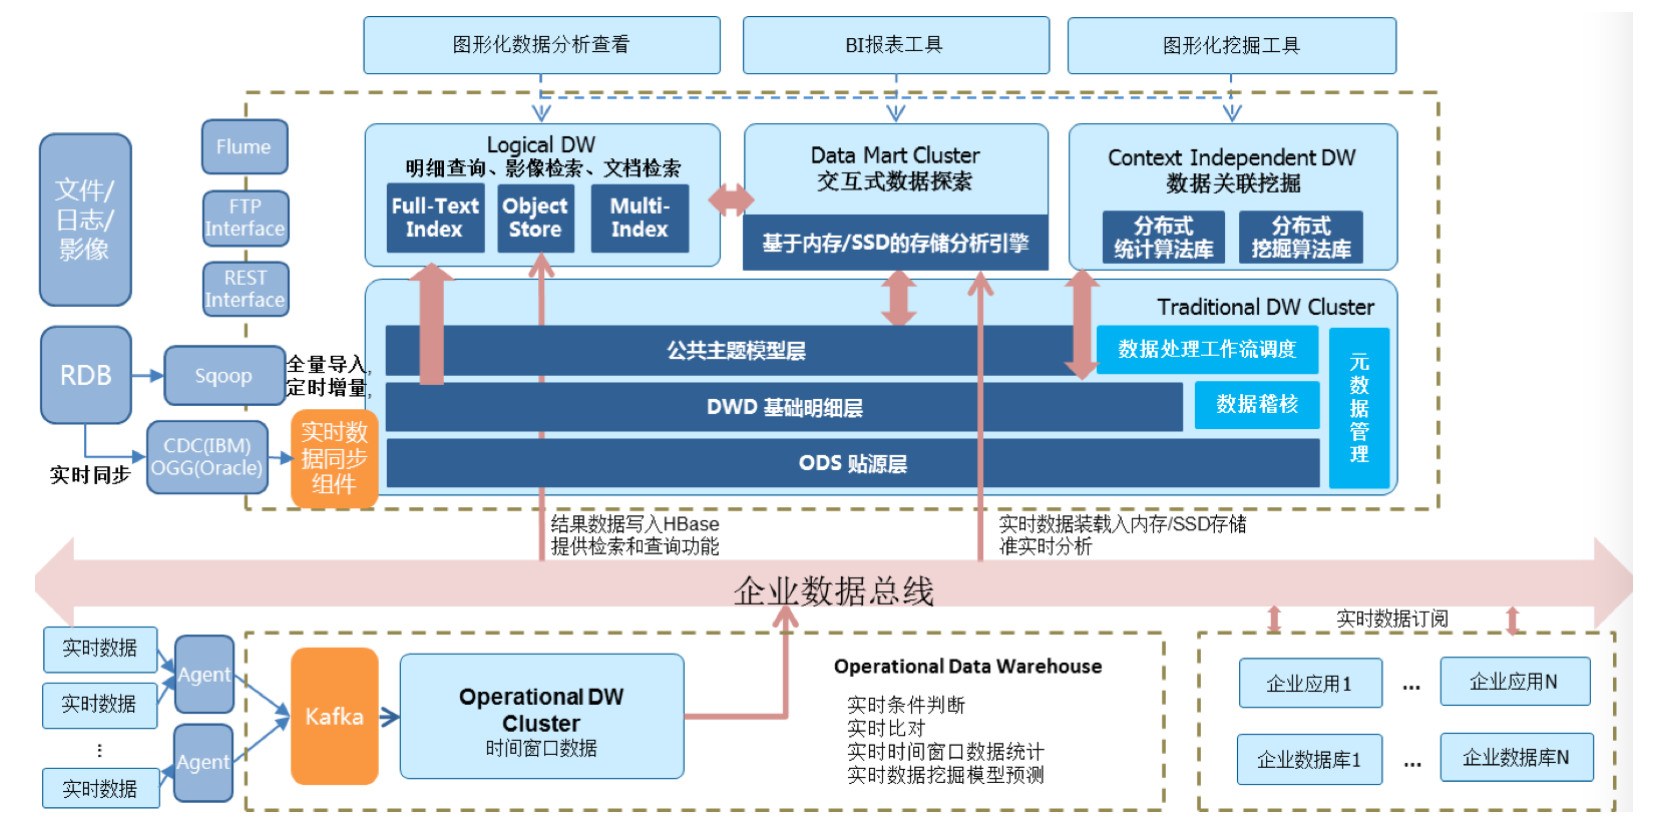 图形化数据分析查看
BI报表工具
图形化挖掘工具
文件/
日志/
影像
Flume
FTP
Interface
REST
Interface
Logical DW
明细查询、影像检索、文档检索
Full-Text
Index
Object
Store
Multi-
Index
Data Mart Cluster
交互式数据探索
基于内存/SSD的存储分析引擎
Context Independent DW
数据关联挖掘
分布式
统计算法库
分布式
挖掘算法库
Traditional DW Cluster
RDB
Sqoop
全量导入,
定时增量,
公共主题模型层
数据处理工作流调度
DWD 基础明细层
数据稽核
ODS 贴源层
元
数
据
管
理
实时同步
CDC(IBM)
OGG(Oracle)
实时数
据同步
组件
结果数据写入HBase
提供检索和查询功能
实时数据装载入内存/SSD存储
准实时分析
企业数据总线
实时数据
实时数据
⋮
实时数据
Agent
Agent
Kafka
Operational DW
Cluster
时间窗口数据
Operational Data Warehouse
实时条件判断
实时比对
实时时间窗口数据统计
实时数据挖掘模型预测
实时数据订阅
企业应用1
...
企业应用N
企业数据库1
...
企业数据库N